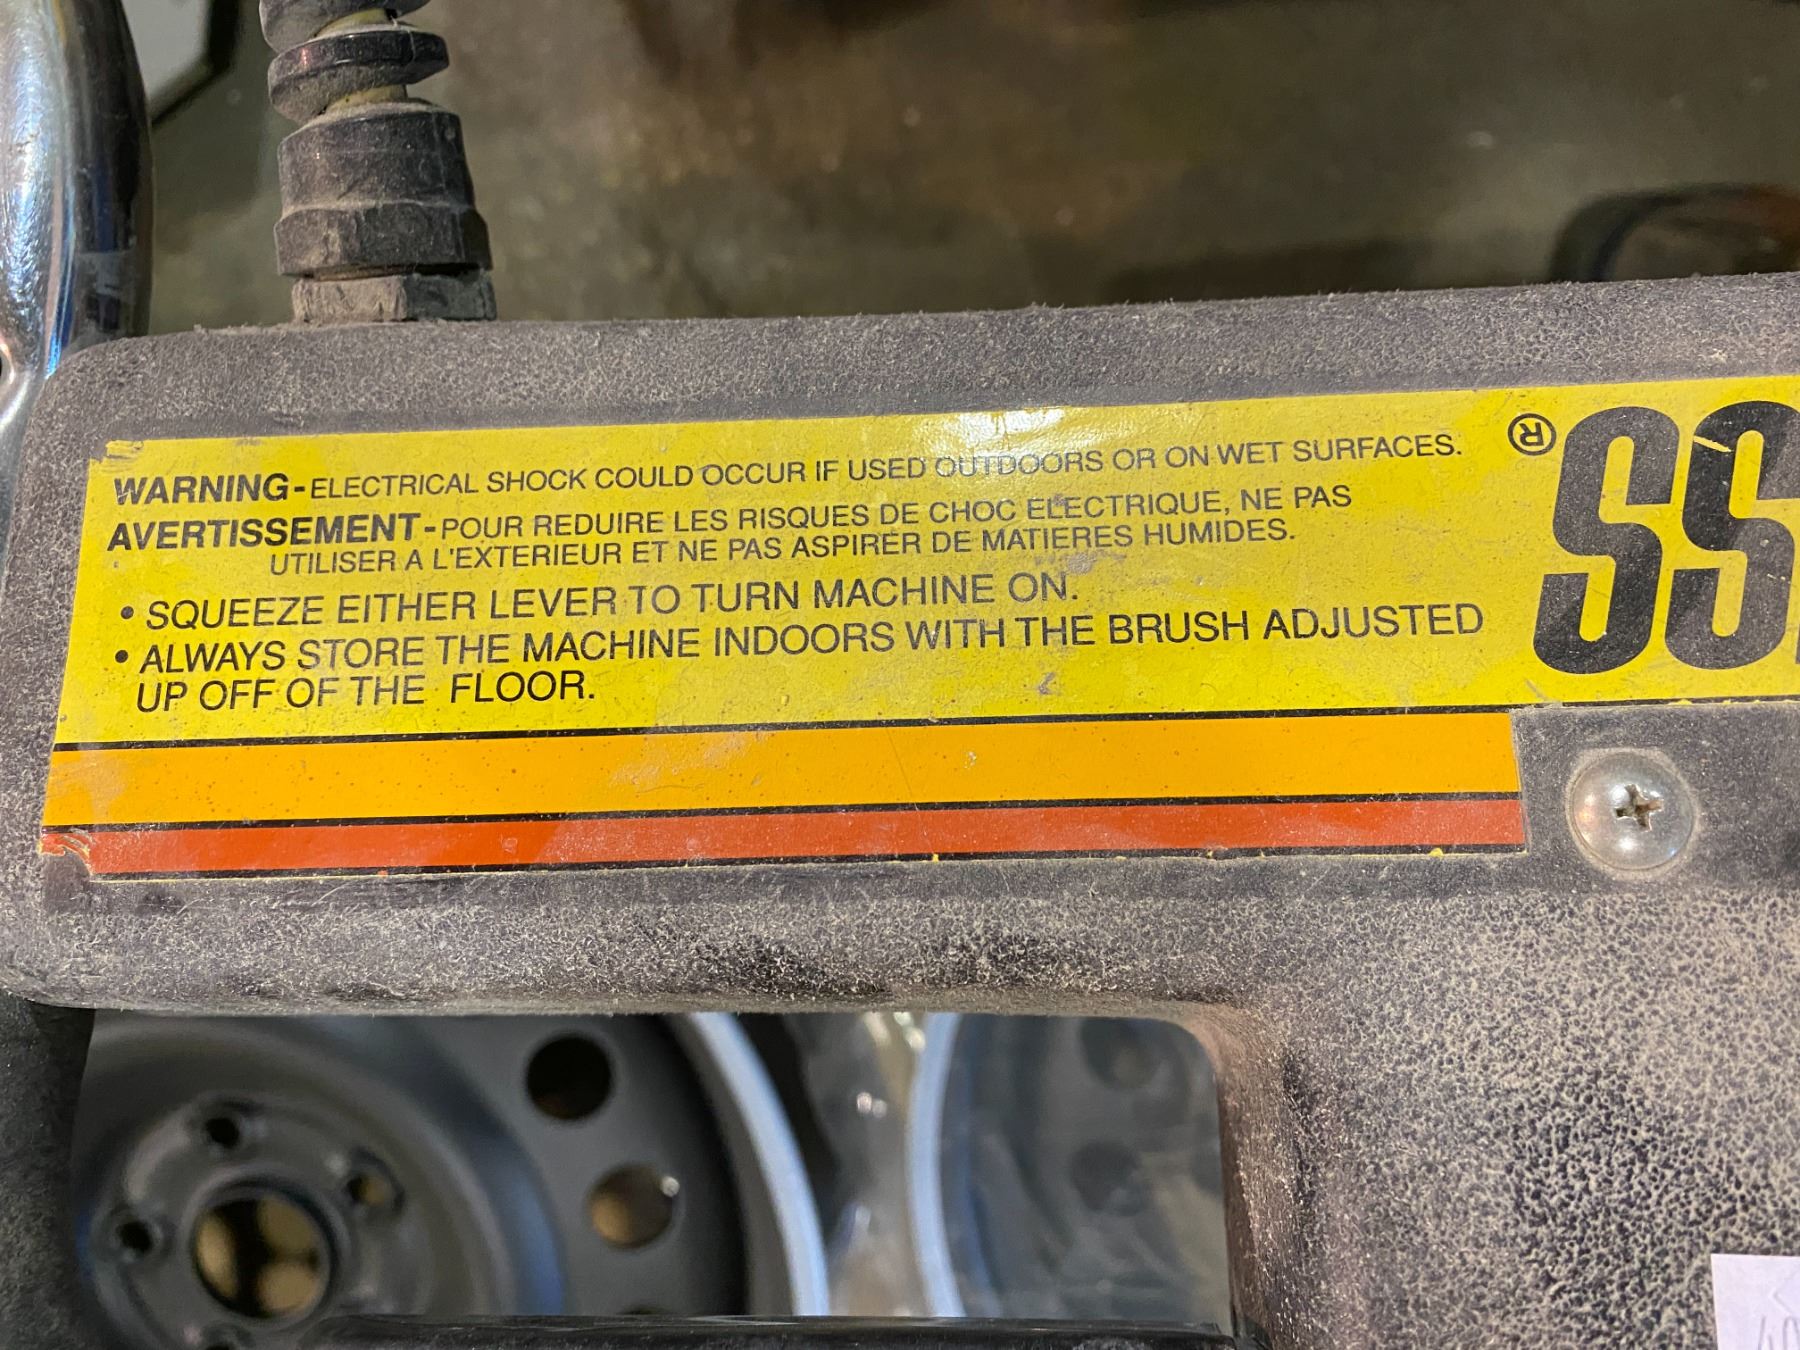 WARNING-ELECTRICAL SHOCK COULD OCCUR IF USED OUTDOORS OR ON WET SURFACES.
AVERTISSEMENT-POUR REDUIRE LES RISQUES DE CHOC ELECTRIQUE, NE PAS
UTILISER A L'EXTERIEUR ET NE PAS ASPIRER DE MATIERES HUMIDES.
• SQUEEZE EITHER LEVER TO TURN MACHINE ON.
• ALWAYS STORE THE MACHINE INDOORS WITH THE BRUSH ADJUSTED
UP OFF OF THE FLOOR.
®
SS